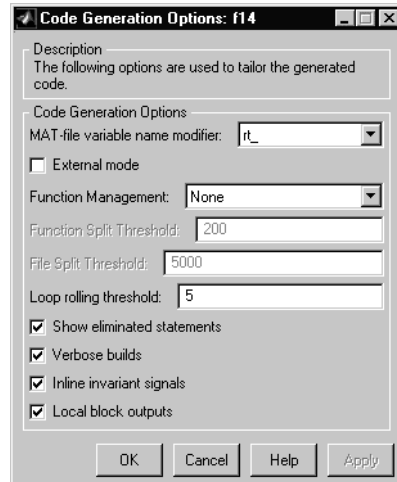 Code Generation Options: f14
Description
The following options are used to tailor the generated
code.
Code Generation Options
MAT-file variable name modifier: rt_
External mode
Function Management: None
Function Split Threshold: 200
File Split Threshold: 5000
Loop rolling threshold: 5
Show eliminated statements
Verbose builds
Inline invariant signals
Local block outputs
OK Cancel Help Apply